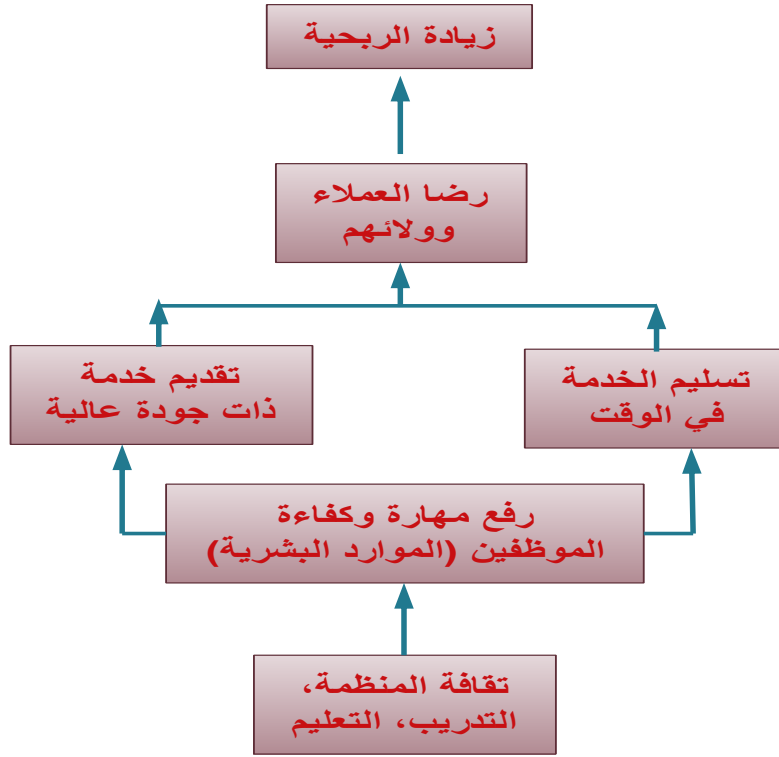 زيادة الربحية
رضا العملاء
وولائهم
تسليم الخدمة
في الوقت
تقديم خدمة
ذات جودة عالية
رفع مهارة وكفاءة
الموظفين (الموارد البشرية)
تقافة المنظمة،
التدريب، التعليم